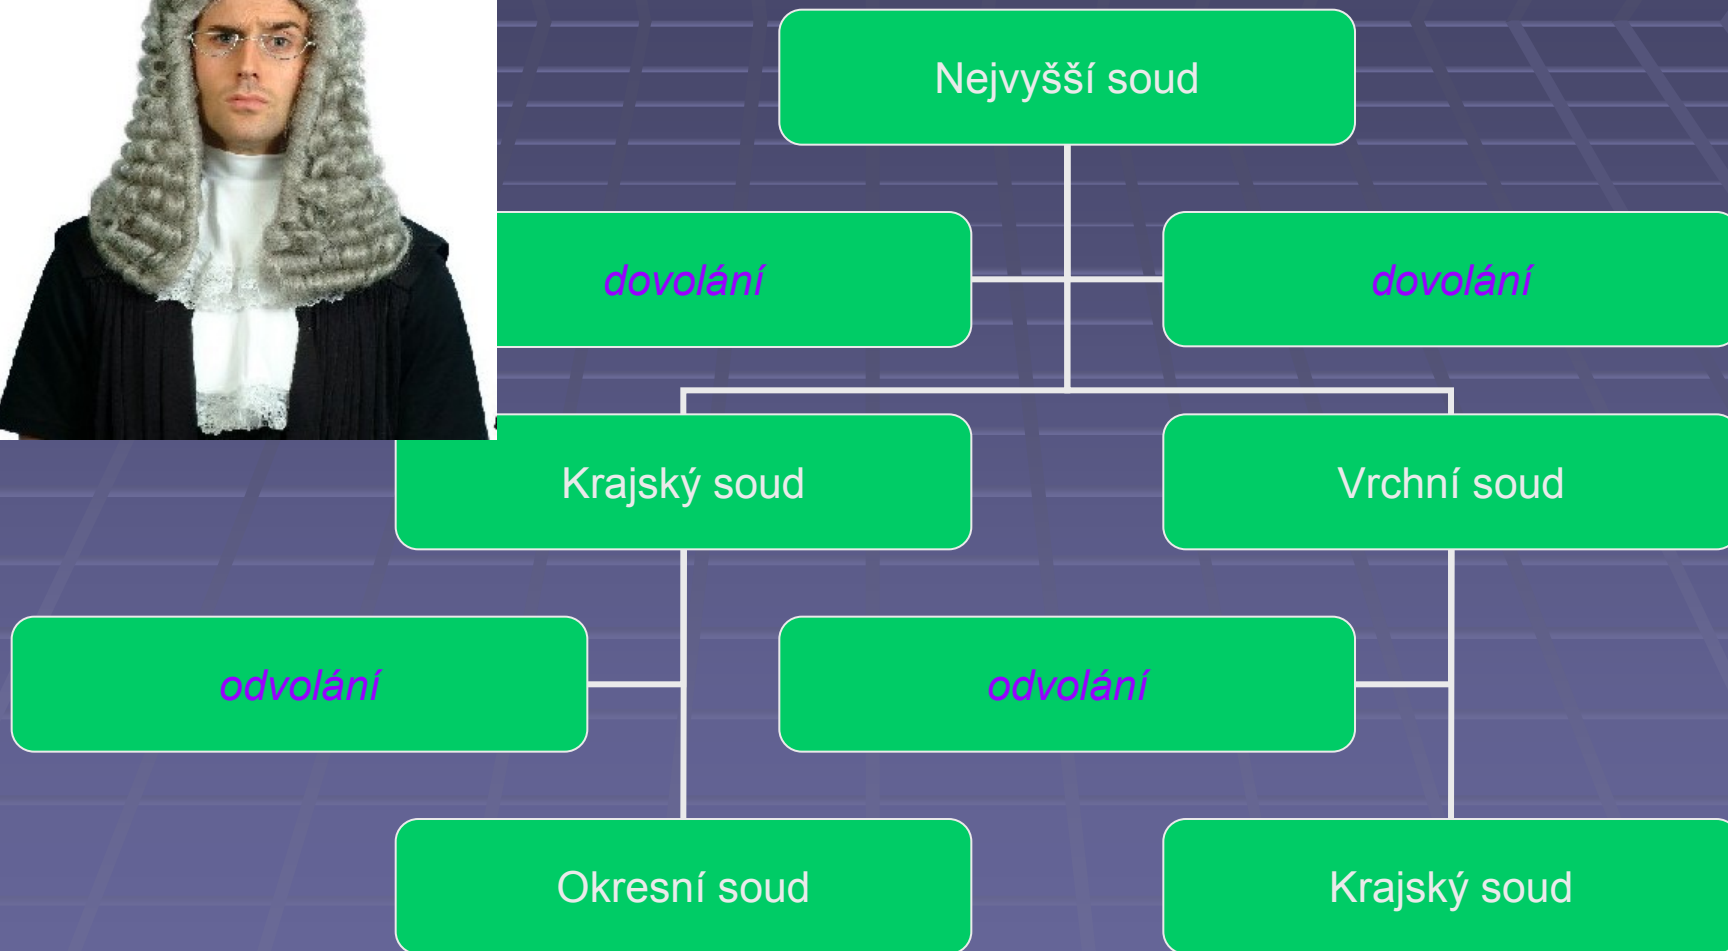 Nejvyšší soud
dovolání
dovolání
Krajský soud
Vrchní soud
odvolání
odvolání
Okresní soud
Krajský soud